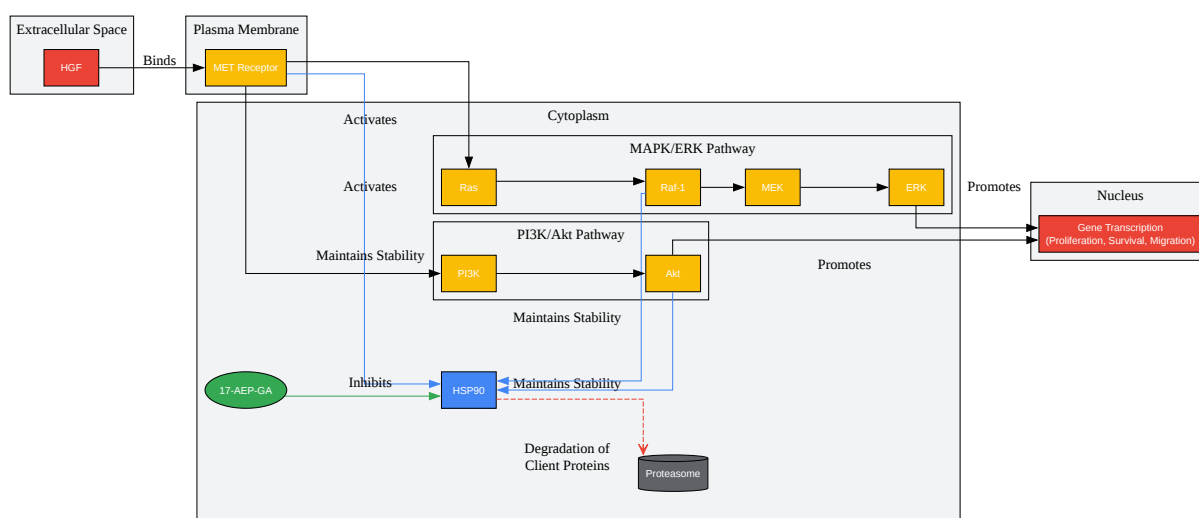 Extracellular Space
Plasma Membrane
HGF
Binds
MET Receptor
Cytoplasm
Activates
MAPK/ERK Pathway
Activates
Ras
Raf-1
MEK
ERK
Promotes
Nucleus
Gene Transcription
(Proliferation, Survival, Migration)
PI3K/Akt Pathway
Maintains Stability
PI3K
Akt
Promotes
Maintains Stability
17-AEP-GA
Inhibits
HSP90
Maintains Stability
Degradation of
Client Proteins
Proteasome